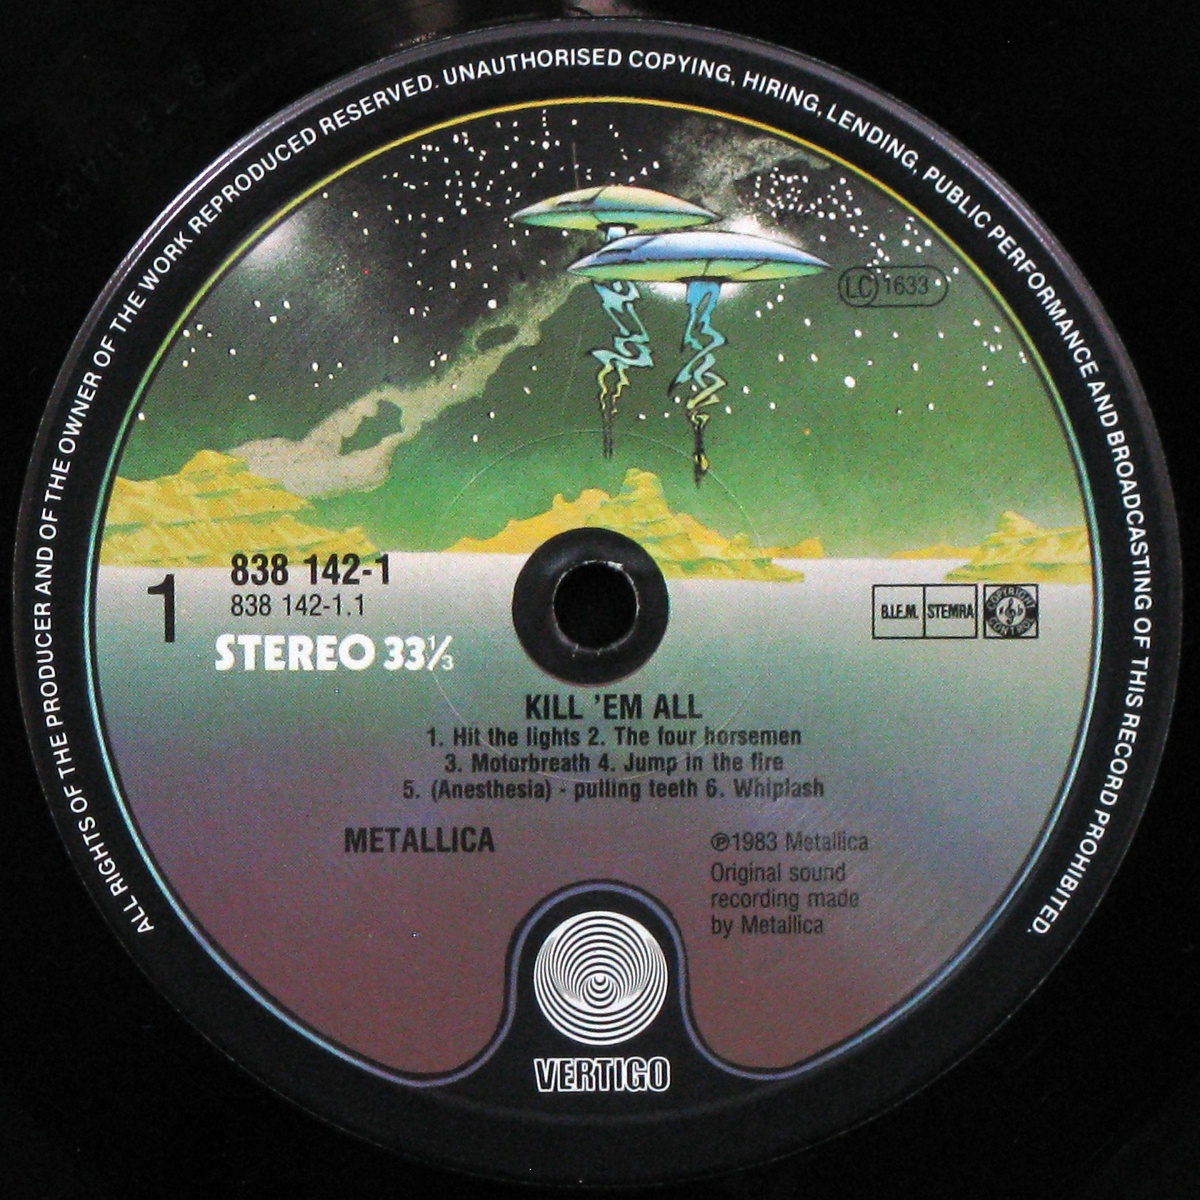 ALL RIGHTS OF THE PRODUCER AND OF THE OWNER OF THE WORK REPRODUCED RESERVED. UNAUTHORISED COPYING, HIRING, LENDING, PUBLIC PERFORMANCE AND BROADCASTING OF THIS RECORD PROHIBITED.
LC 1633
1
838 142-1
838 142-1.1
STEREO 33⅓
B.I.E.M. STEMRA
COPYRIGHT CONTROL
KILL 'EM ALL
1. Hit the lights 2. The four horsemen
3. Motorbreath 4. Jump in the fire
5. (Anesthesia) - pulling teeth 6. Whiplash
METALLICA
℗1983 Metallica
Original sound
recording made
by Metallica
VERTIGO